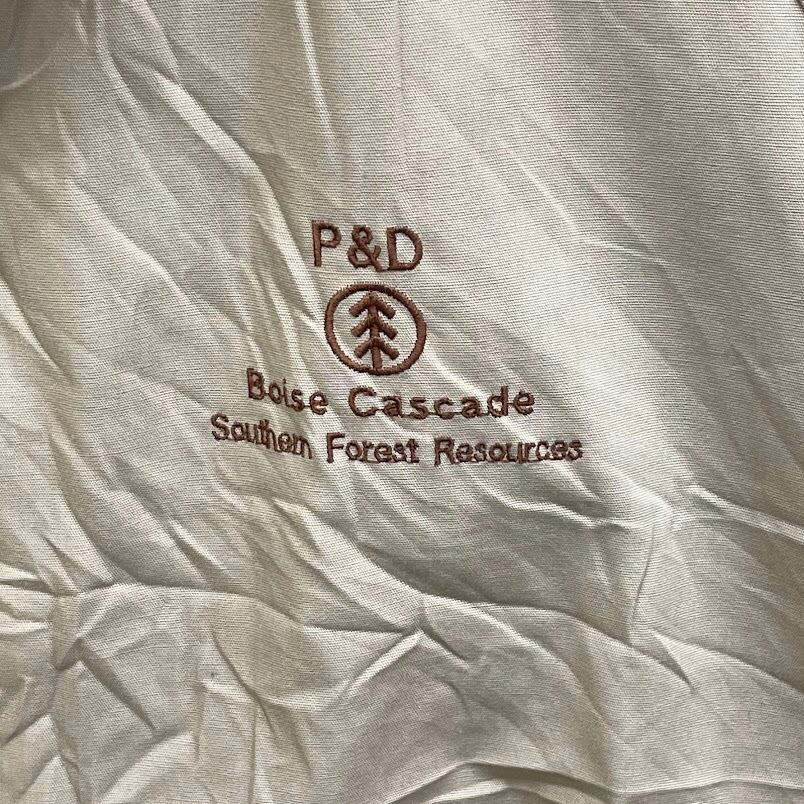 P&D
Boise Cascade
Southern Forest Resources